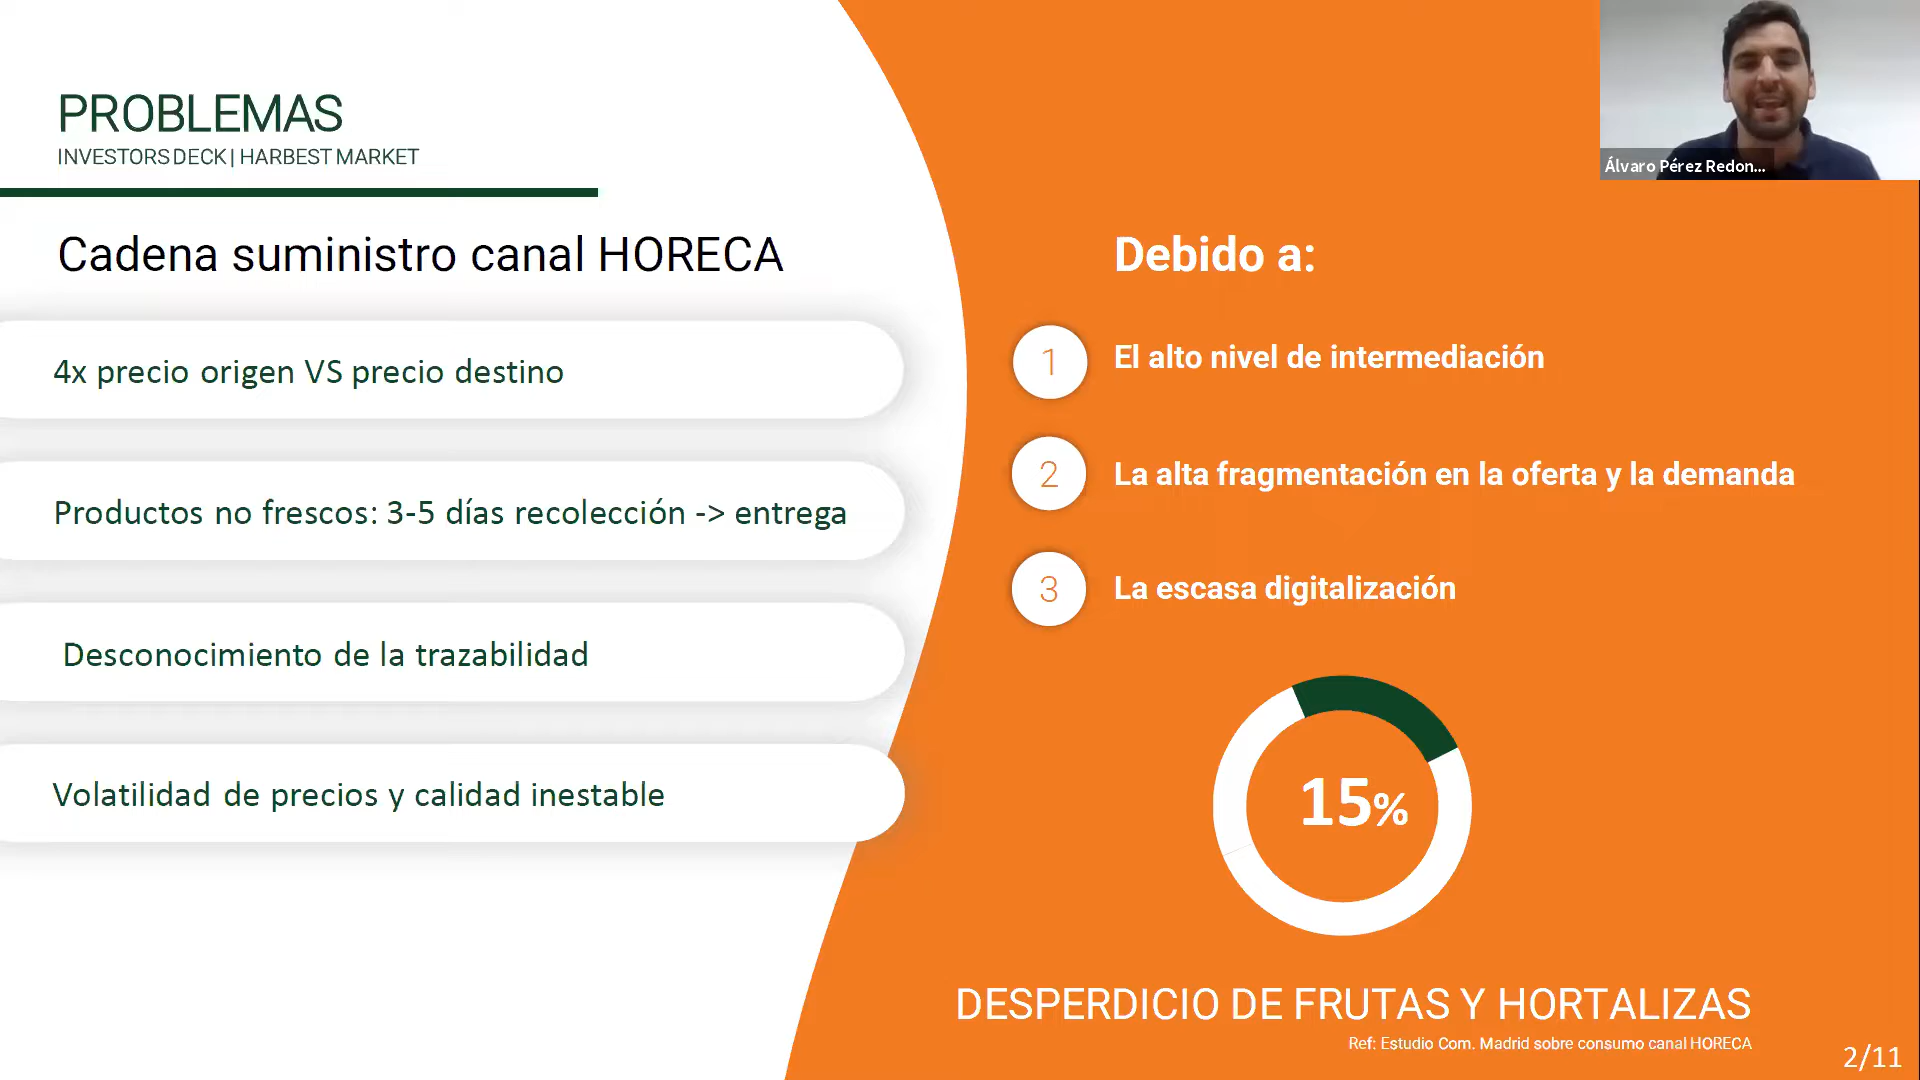 PROBLEMAS
INVESTORS DECK | HARBEST MARKET
Cadena suministro canal HORECA
4x precio origen VS precio destino
Productos no frescos: 3-5 días recolección -> entrega
Desconocimiento de la trazabilidad
Volatilidad de precios y calidad inestable
Álvaro Pérez Redon...
Debido a:
1 El alto nivel de intermediación
2 La alta fragmentación en la oferta y la demanda
3 La escasa digitalización
15%
DESPERDICIO DE FRUTAS Y HORTALIZAS
Ref: Estudio Com. Madrid sobre consumo canal HORECA
2/11